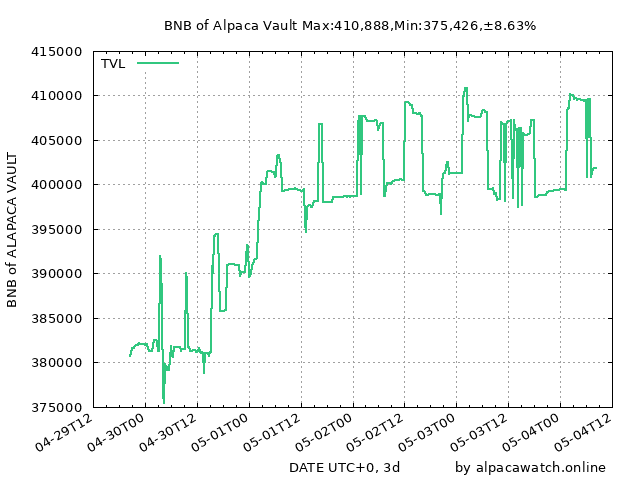 BNB of Alpaca Vault Max:410,888,Min:375,426,±8.63%
TVL
415000
410000
405000
400000
395000
390000
385000
380000
375000
BNB of ALAPACA VAULT
04-29T12
04-30T00
04-30T12
05-01T00
05-01T12
05-02T00
05-02T12
05-03T00
05-03T12
05-04T00
05-04T12
DATE UTC+0, 3d
by alpacawatch.online